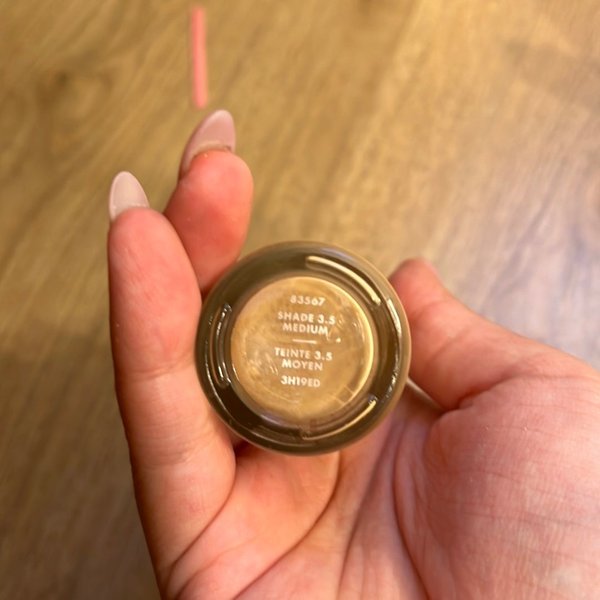 83567
SHADE 3.5
MEDIUM
TEINTE 3.5
MOYEN
3H19ED